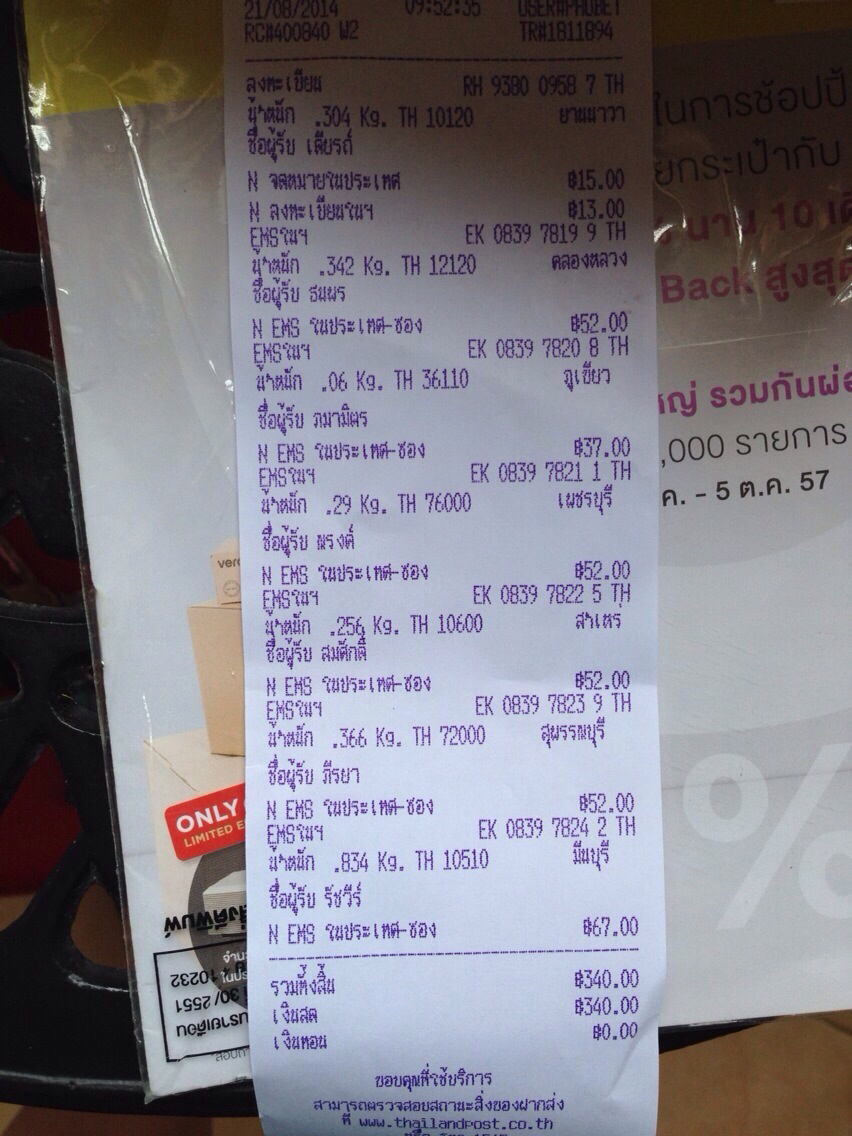 21/08/2014 09:52:35 USER#PHUBET
RC#400840 W2 TR#1811894
ลงทะเบียน RH 9380 0958 7 TH
น้ำหนัก .304 Kg. TH 10120 ยานนาวา
ชื่อผู้รับ เดียรถ์
N จดหมายในประเทศ ฿15.00
N ลงทะเบียนในฯ ฿13.00
EMSในฯ EK 0839 7819 9 TH
น้ำหนัก .342 Kg. TH 12120 คลองหลวง
ชื่อผู้รับ ธนพร
N EMS ในประเทศ-ซอง ฿52.00
EMSในฯ EK 0839 7820 8 TH
น้ำหนัก .06 Kg. TH 36110 ภูเขียว
ชื่อผู้รับ ภมามิตร
N EMS ในประเทศ-ซอง ฿37.00
EMSในฯ EK 0839 7821 1 TH
น้ำหนัก .29 Kg. TH 76000 เพชรบุรี
ชื่อผู้รับ พรงค์
N EMS ในประเทศ-ซอง ฿52.00
EMSในฯ EK 0839 7822 5 TH
น้ำหนัก .256 Kg. TH 10600 สาเหร่
ชื่อผู้รับ สมศักดิ์
N EMS ในประเทศ-ซอง ฿52.00
EMSในฯ EK 0839 7823 9 TH
น้ำหนัก .366 Kg. TH 72000 สุพรรณบุรี
ชื่อผู้รับ ภีรยา
N EMS ในประเทศ-ซอง ฿52.00
EMSในฯ EK 0839 7824 2 TH
น้ำหนัก .834 Kg. TH 10510 มีนบุรี
ชื่อผู้รับ รัชวีร์
N EMS ในประเทศ-ซอง ฿67.00
รวมทั้งสิ้น ฿340.00
เงินสด ฿340.00
เงินทอน ฿0.00
ขอบคุณที่ใช้บริการ
สามารถตรวจสอบสถานะสิ่งของฝากส่ง
ที่ www.thailandpost.co.th
ในการช้อปปี้
ยกระเป๋ากับ
% นาน 10 เดื
Back สูงสุด
หญ่ รวมกันผ่อ
,000 รายการ
ค. - 5 ต.ค. 57
%
vero
ONLY
LIMITED E
สิ่งตีพิมพ์
30/ 2551
10232